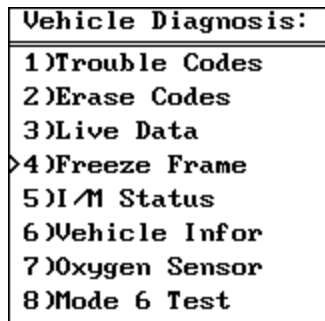 Vehicle Diagnosis:
1)Trouble Codes
2)Erase Codes
3)Live Data
>4)Freeze Frame
5)I/M Status
6)Vehicle Infor
7)Oxygen Sensor
8)Mode 6 Test